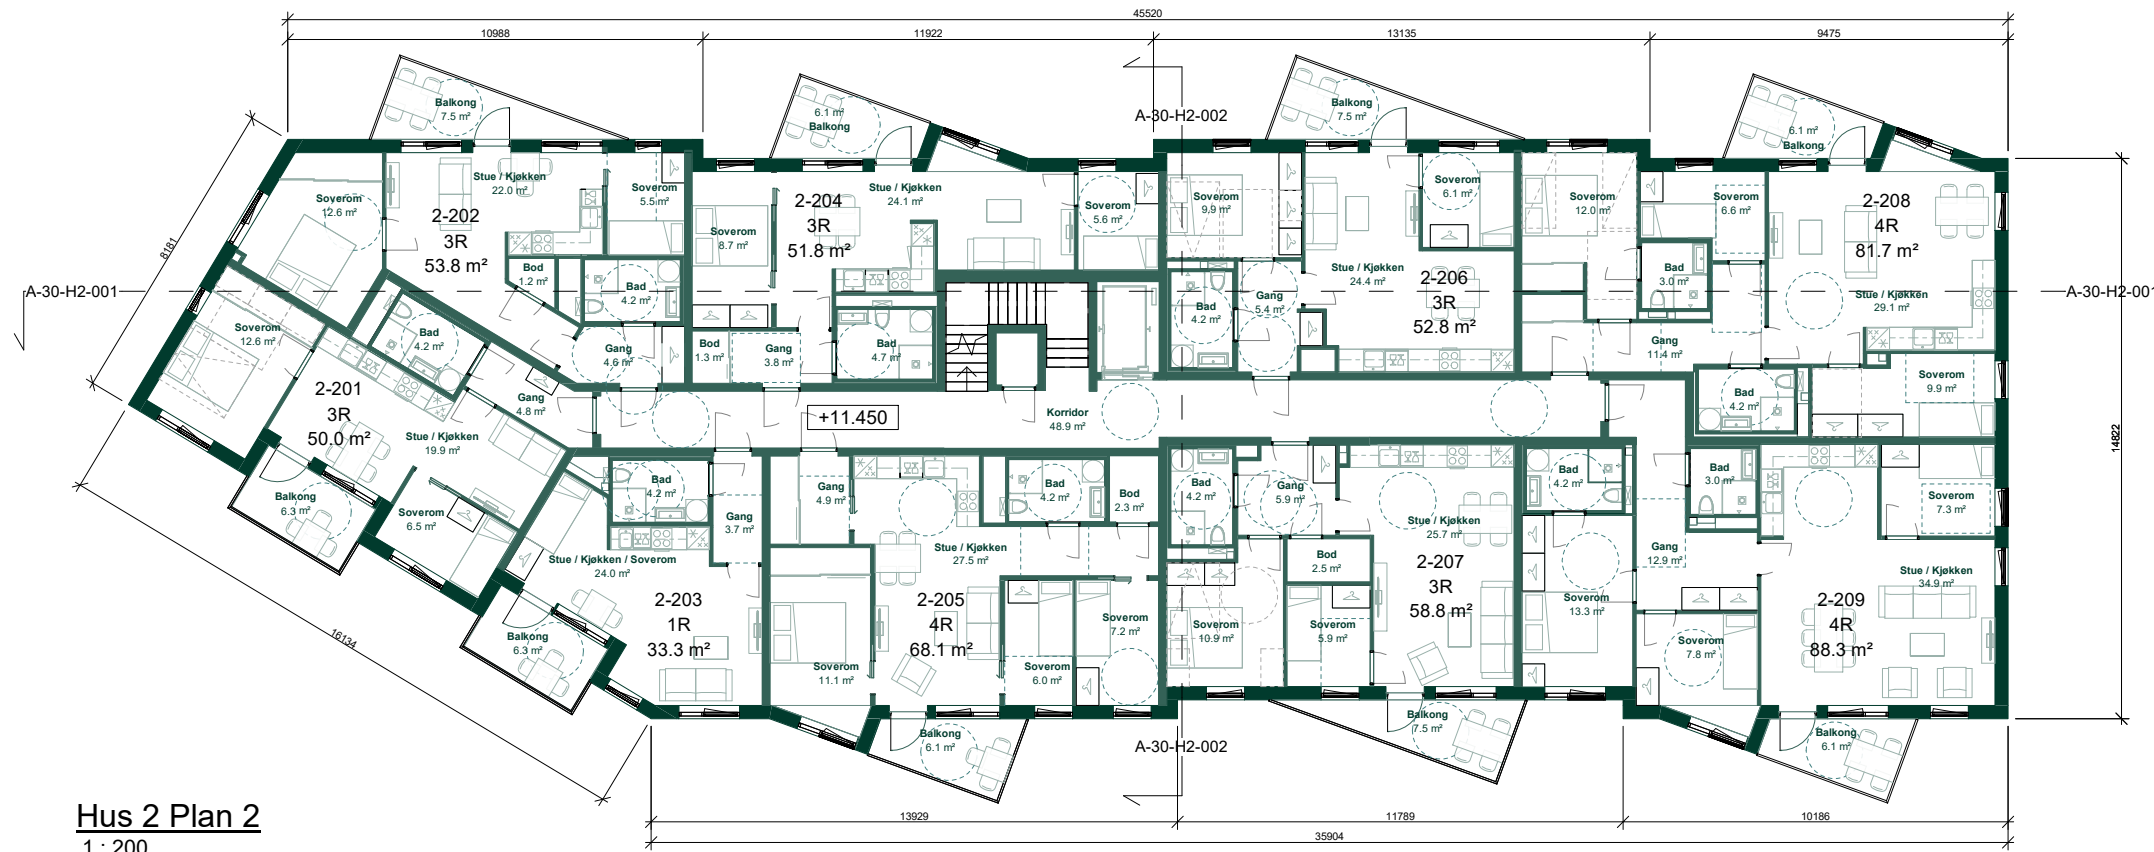 45520
10988
11922
13135
9475
Balkong
7.5 m²
6.1 m²
Balkong
A-30-H2-002
Balkong
7.5 m²
6.1 m²
Balkong
8181
Soverom
12.6 m²
Stue / Kjøkken
22.0 m²
2-202
3R
53.8 m²
Soverom
5.5 m²
Bod
1.2 m²
Bad
4.2 m²
Gang
4.6 m²
Soverom
8.7 m²
2-204
3R
51.8 m²
Stue / Kjøkken
24.1 m²
Soverom
5.6 m²
Bod
1.3 m²
Gang
3.8 m²
Bad
4.7 m²
Soverom
9.9 m²
Bad
4.2 m²
Gang
5.4 m²
Stue / Kjøkken
24.4 m²
2-206
3R
52.8 m²
Soverom
6.1 m²
Soverom
12.0 m²
Soverom
6.6 m²
Bad
3.0 m²
Gang
11.4 m²
2-208
4R
81.7 m²
Stue / Kjøkken
29.1 m²
Soverom
9.9 m²
Bad
4.2 m²
A-30-H2-001
A-30-H2-001
Soverom
12.6 m²
Bad
4.2 m²
2-201
3R
50.0 m²
Gang
4.8 m²
Stue / Kjøkken
19.9 m²
Balkong
6.3 m²
Soverom
6.5 m²
+11.450
Korridor
48.9 m²
14822
Bad
4.2 m²
Gang
3.7 m²
Stue / Kjøkken / Soverom
24.0 m²
2-203
1R
33.3 m²
Balkong
6.3 m²
16134
Gang
4.9 m²
Bad
4.2 m²
Bod
2.3 m²
Stue / Kjøkken
27.5 m²
2-205
4R
68.1 m²
Soverom
11.1 m²
Soverom
6.0 m²
Soverom
7.2 m²
Balkong
6.1 m²
Bad
4.2 m²
Gang
5.9 m²
Bod
2.5 m²
Soverom
10.9 m²
Soverom
5.9 m²
Stue / Kjøkken
25.7 m²
2-207
3R
58.8 m²
Balkong
7.5 m²
A-30-H2-002
Bad
4.2 m²
Soverom
13.3 m²
Gang
12.9 m²
Bad
3.0 m²
Soverom
7.8 m²
Soverom
7.3 m²
Stue / Kjøkken
34.9 m²
2-209
4R
88.3 m²
Balkong
6.1 m²
13929
11789
10186
35904
Hus 2 Plan 2
1 : 200